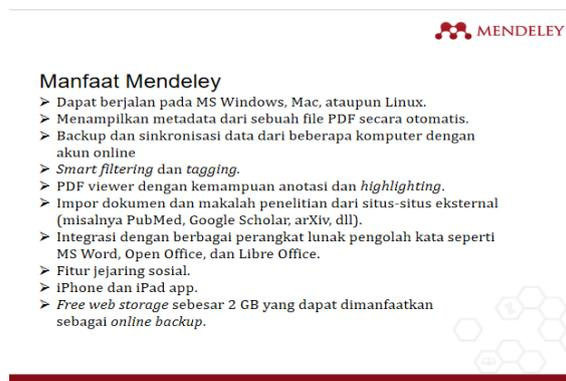 MENDELEY
Manfaat Mendeley
➢ Dapat berjalan pada MS Windows, Mac, ataupun Linux.
➢ Menampilkan metadata dari sebuah file PDF secara otomatis.
➢ Backup dan sinkronisasi data dari beberapa komputer dengan
akun online
➢ Smart filtering dan tagging.
➢ PDF viewer dengan kemampuan anotasi dan highlighting.
➢ Impor dokumen dan makalah penelitian dari situs-situs eksternal
(misalnya PubMed, Google Scholar, arXiv, dll).
➢ Integrasi dengan berbagai perangkat lunak pengolah kata seperti
MS Word, Open Office, dan Libre Office.
➢ Fitur jejaring sosial.
➢ iPhone dan iPad app.
➢ Free web storage sebesar 2 GB yang dapat dimanfaatkan
sebagai online backup.